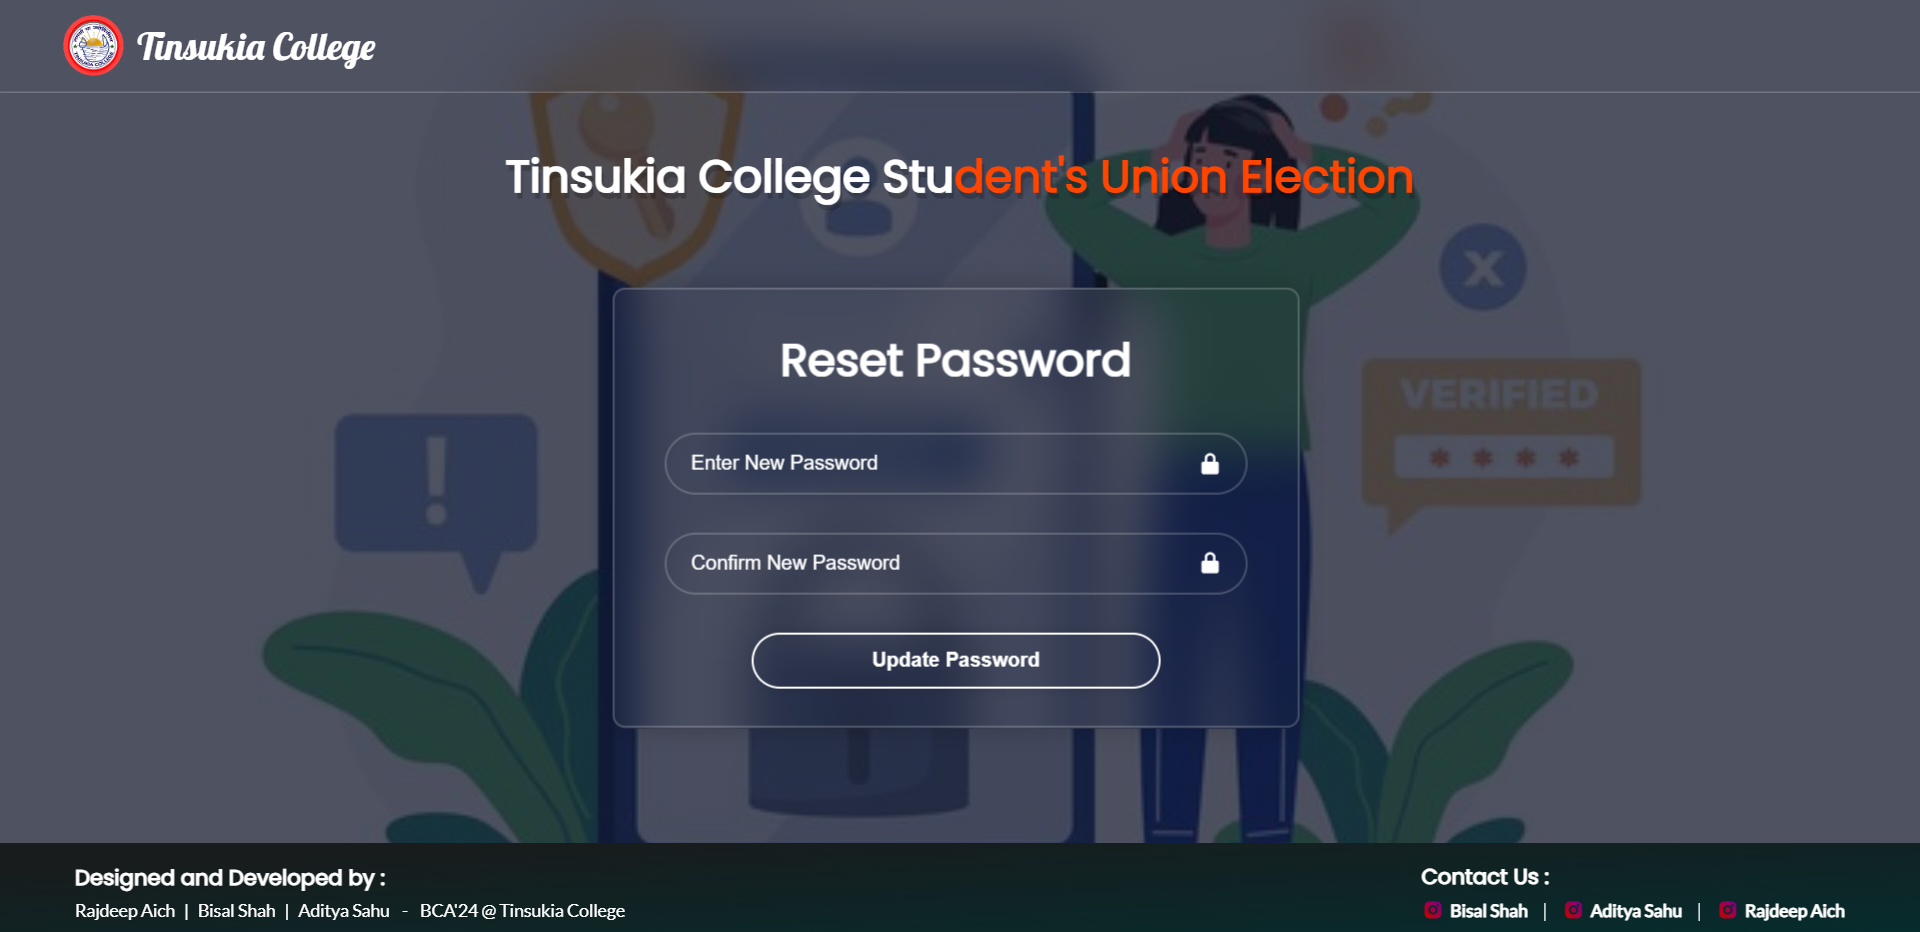 Tinsukia College
Tinsukia College Student's Union Election
Reset Password
VERIFIED
* * * *
Enter New Password
Confirm New Password
Update Password
Designed and Developed by :
Rajdeep Aich | Bisal Shah | Aditya Sahu - BCA'24 @ Tinsukia College
Contact Us :
Bisal Shah | Aditya Sahu | Rajdeep Aich